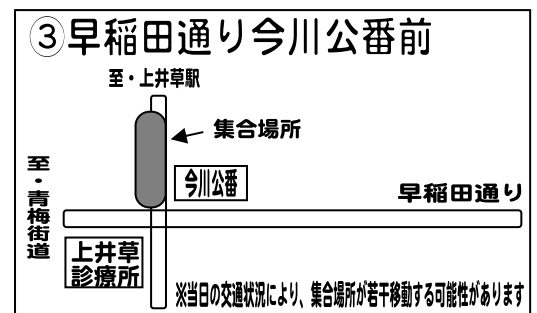 ③早稲田通り今川公番前
至・上井草駅
集合場所
今川公番
至・青梅街道
早稲田通り
上井草
診療所
※当日の交通状況により、集合場所が若干移動する可能性があります